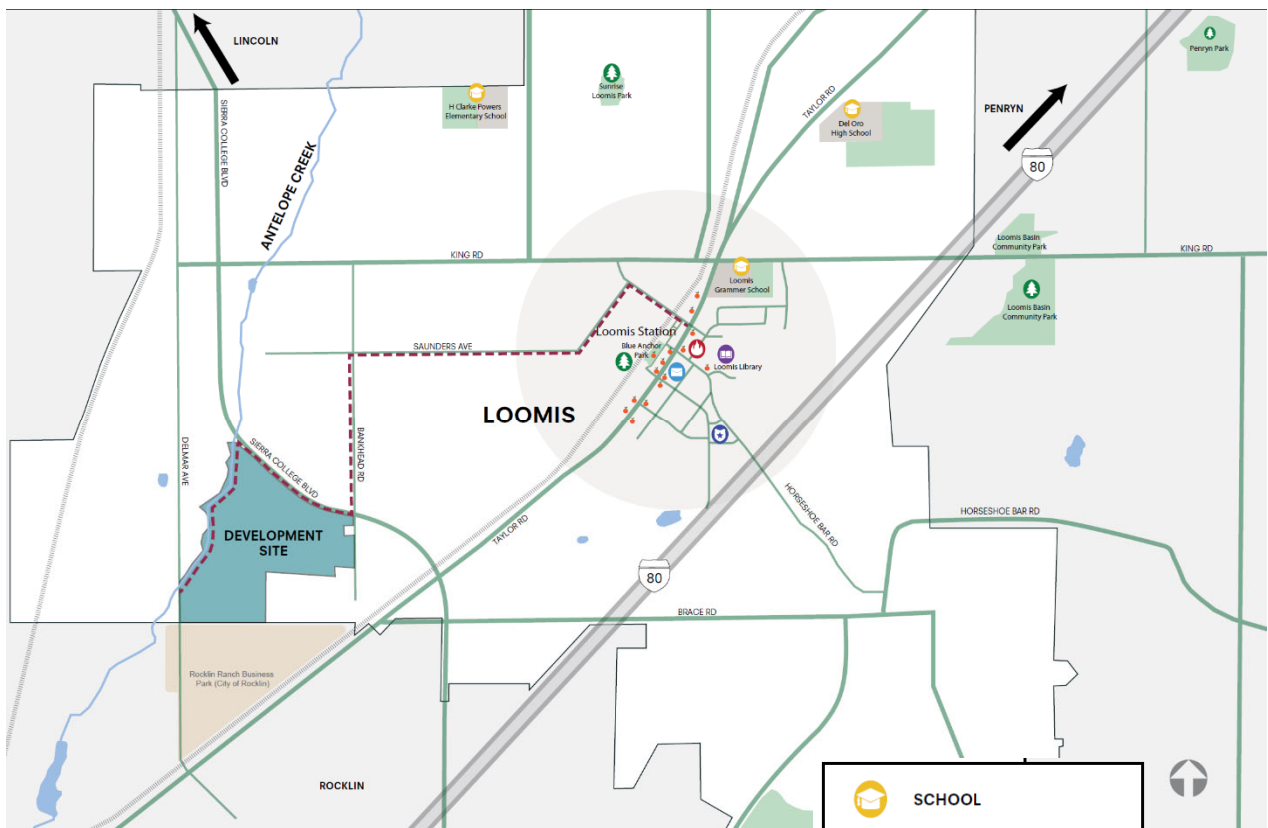 LINCOLN
SIERRA COLLEGE BLVD
ANTELOPE CREEK
H Clarke Powers
Elementary School
Sunrise
Loomis Park
TAYLOR RD
Del Oro
High School
PENRYN
Penryn Park
80
KING RD
Loomis
Grammer School
Loomis Basin
Community Park
KING RD
Loomis Basin
Community Park
SAUNDERS AVE
Loomis Station
Blue Anchor
Park
Loomis Library
LOOMIS
DELMAR AVE
SIERRA COLLEGE BLVD
BANKHEAD RD
DEVELOPMENT
SITE
TAYLOR RD
HORSESHOE BAR RD
HORSESHOE BAR RD
80
BRACE RD
Rocklin Ranch Business
Park (City of Rocklin)
ROCKLIN
SCHOOL